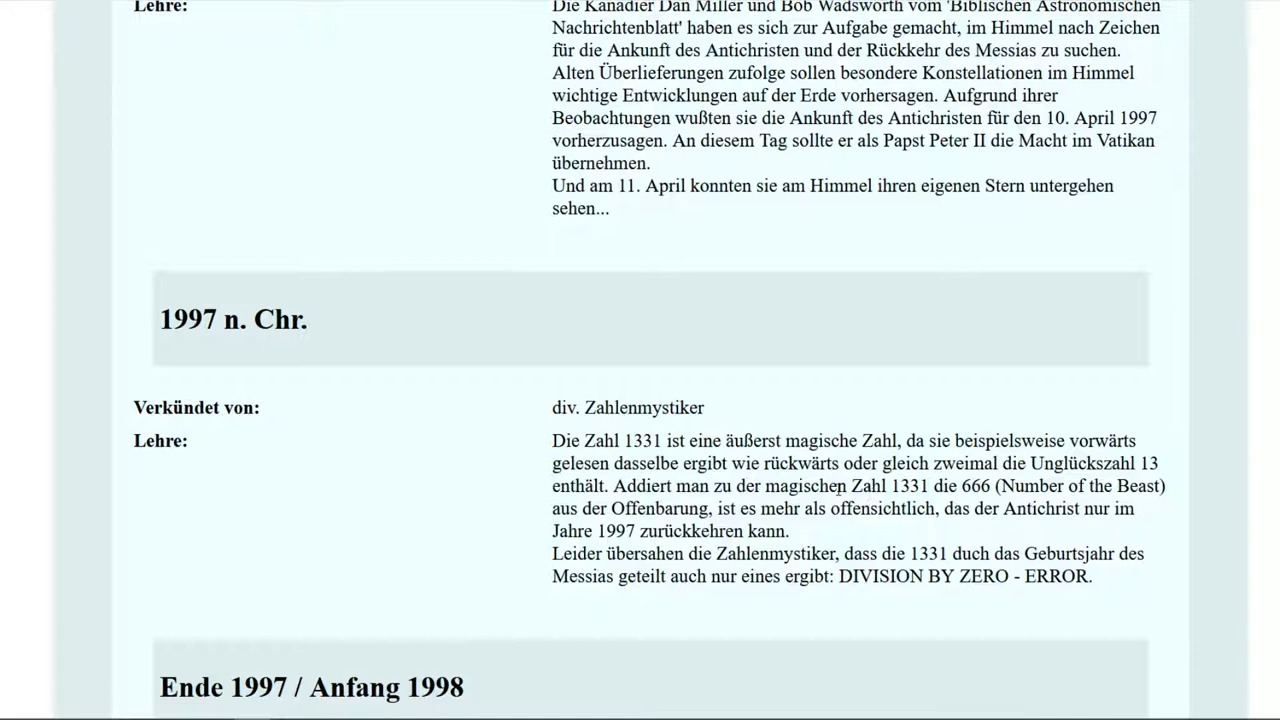 Lehre:
Die Kanadier Dan Miller und Bob Wadsworth vom 'Biblischen Astronomischen
Nachrichtenblatt' haben es sich zur Aufgabe gemacht, im Himmel nach Zeichen
für die Ankunft des Antichristen und der Rückkehr des Messias zu suchen.
Alten Überlieferungen zufolge sollen besondere Konstellationen im Himmel
wichtige Entwicklungen auf der Erde vorhersagen. Aufgrund ihrer
Beobachtungen wußten sie die Ankunft des Antichristen für den 10. April 1997
vorherzusagen. An diesem Tag sollte er als Papst Peter II die Macht im Vatikan
übernehmen.
Und am 11. April konnten sie am Himmel ihren eigenen Stern untergehen
sehen...
1997 n. Chr.
Verkündet von:
div. Zahlenmystiker
Lehre:
Die Zahl 1331 ist eine äußerst magische Zahl, da sie beispielsweise vorwärts
gelesen dasselbe ergibt wie rückwärts oder gleich zweimal die Unglückszahl 13
enthält. Addiert man zu der magischen Zahl 1331 die 666 (Number of the Beast)
aus der Offenbarung, ist es mehr als offensichtlich, das der Antichrist nur im
Jahre 1997 zurückkehren kann.
Leider übersahen die Zahlenmystiker, dass die 1331 duch das Geburtsjahr des
Messias geteilt auch nur eines ergibt: DIVISION BY ZERO - ERROR.
Ende 1997 / Anfang 1998